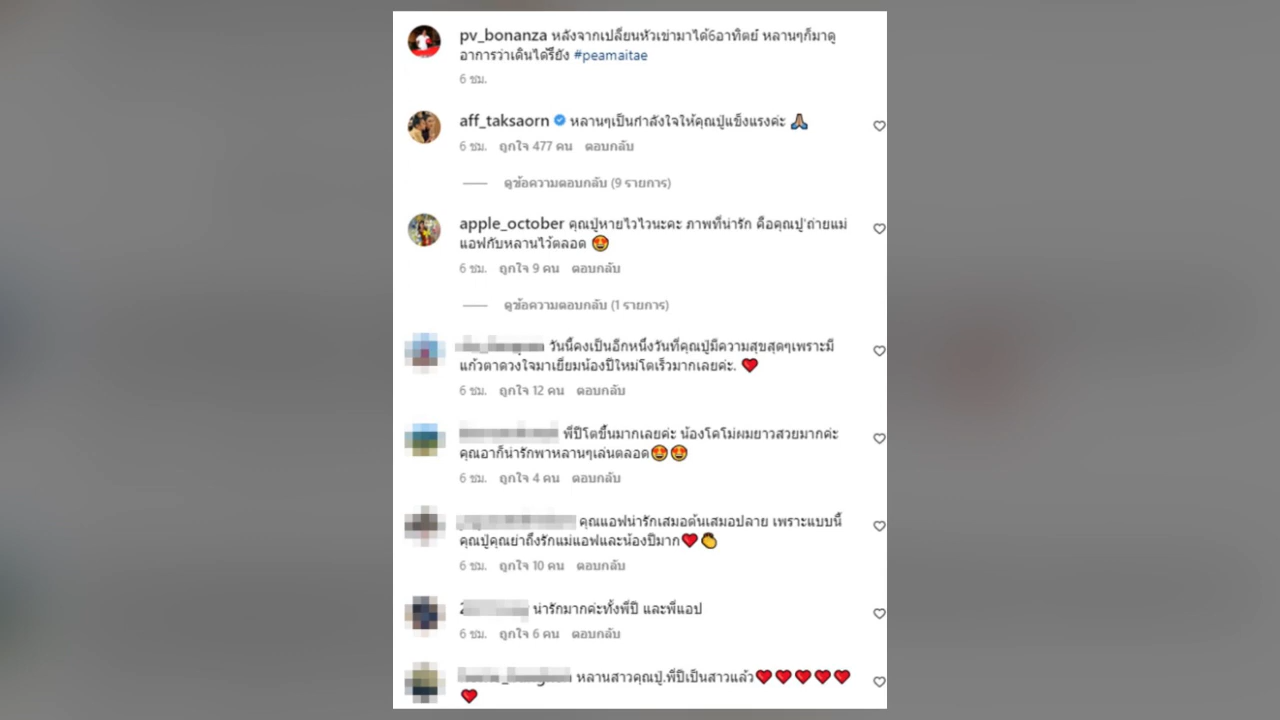 pv_bonanza หลังจากเปลี่ยนหัวเข่ามาได้6อาทิตย์ หลานๆก็มาดู
อาการว่าเดินได้รึยัง #peamaitae
6 ชม.
aff_taksaorn หลานๆเป็นกำลังใจให้คุณปู่แข็งแรงค่ะ 🙏🏽
6 ชม. ถูกใจ 477 คน ตอบกลับ
ดูข้อความตอบกลับ (9 รายการ)
apple_october คุณปู่หายไวไวนะคะ ภาพที่น่ารัก คือคุณปู่'ถ่ายแม่
แอฟกับหลานไว้ตลอด 😍
6 ชม. ถูกใจ 9 คน ตอบกลับ
ดูข้อความตอบกลับ (1 รายการ)
วันนี้คงเป็นอีกหนึ่งวันที่คุณปู่มีความสุขสุดๆเพราะมี
แก้วตาดวงใจมาเยี่ยมน้องปีใหม่โตเร็วมากเลยค่ะ. ❤️
6 ชม. ถูกใจ 12 คน ตอบกลับ
พี่ปีโตขึ้นมากเลยค่ะ น้องโคโม่ผมยาวสวยมากค่ะ
คุณอาก็น่ารักพาหลานๆเล่นตลอด😍😍
6 ชม. ถูกใจ 4 คน ตอบกลับ
คุณแอฟน่ารักเสมอต้นเสมอปลาย เพราะแบบนี้
คุณปู่คุณย่าถึงรักแม่แอฟและน้องปีมาก❤️👏
6 ชม. ถูกใจ 10 คน ตอบกลับ
น่ารักมากค่ะทั้งพี่ปี และพี่แอป
6 ชม. ถูกใจ 6 คน ตอบกลับ
หลานสาวคุณปู่.พี่ปีเป็นสาวแล้ว❤️❤️❤️❤️❤️
❤️